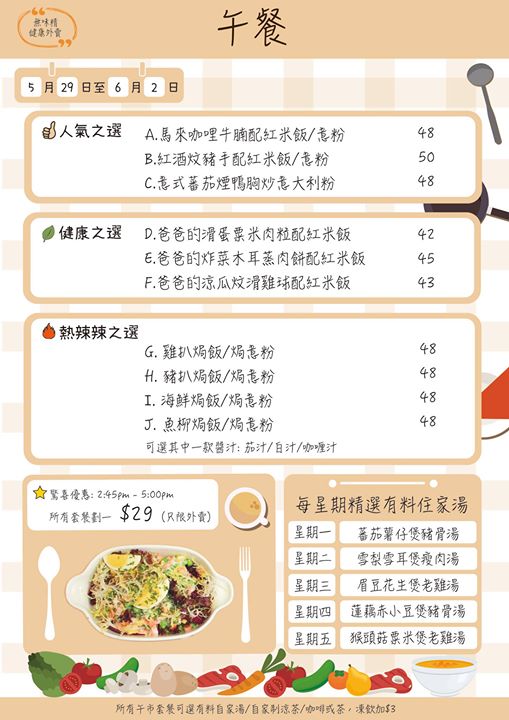 無味精
健康外賣
午餐
5 月 29 日至 6 月 2 日
人氣之選
A.馬來咖哩牛腩配紅米飯/意粉 48
B.紅酒炆豬手配紅米飯/意粉 50
C.意式蕃茄煙鴨胸炒意大利粉 48
健康之選
D.爸爸的滑蛋粟米肉粒配紅米飯 42
E.爸爸的炸菜木耳蒸肉餅配紅米飯 45
F.爸爸的涼瓜炆滑雞球配紅米飯 43
熱辣辣之選
G. 雞扒焗飯/焗意粉 48
H. 豬扒焗飯/焗意粉 48
I. 海鮮焗飯/焗意粉 48
J. 魚柳焗飯/焗意粉 48
可選其中一款醬汁: 茄汁/白汁/咖喱汁
驚喜優惠: 2:45pm - 5:00pm
所有套餐劃一 $29 (只限外賣)
每星期精選有料住家湯
星期一 蕃茄薯仔煲豬骨湯
星期二 雪梨雪耳煲瘦肉湯
星期三 眉豆花生煲老雞湯
星期四 蓮藕赤小豆煲豬骨湯
星期五 猴頭菇粟米煲老雞湯
所有午市套餐可選有料自家湯/自家制涼茶/咖啡或茶，凍飲加$3